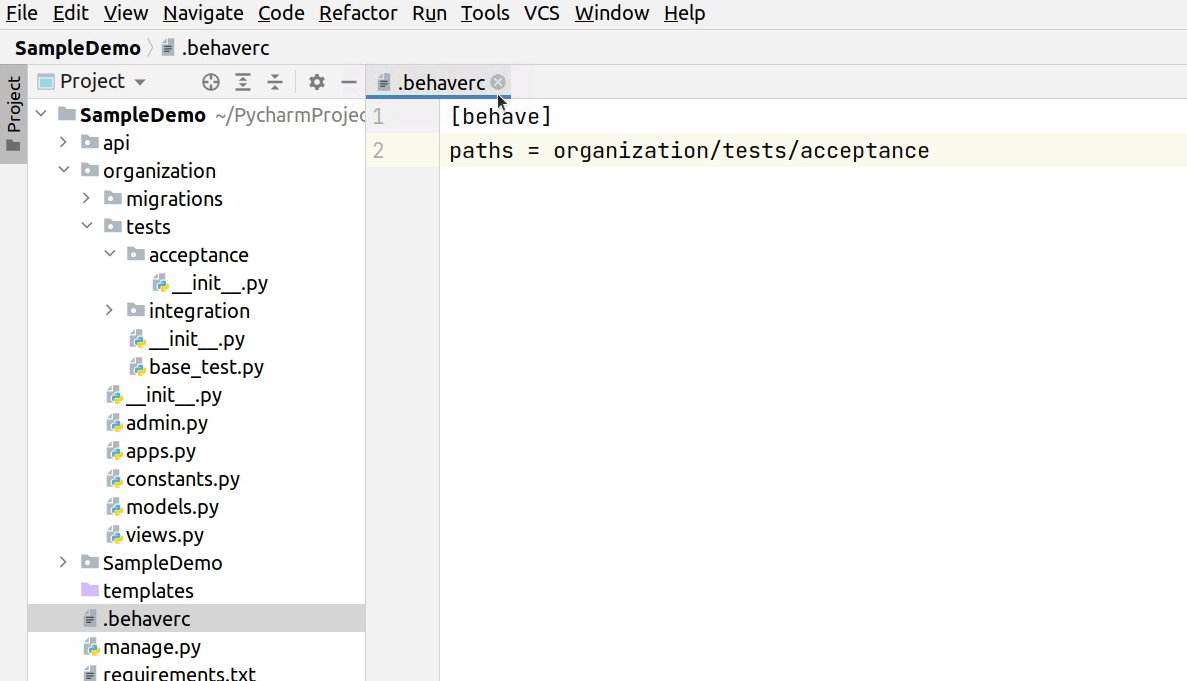 File Edit View Navigate Code Refactor Run Tools VCS Window Help
SampleDemo .behaverc
Project
Project
.behaverc
SampleDemo ~/PycharmProjec
api
organization
migrations
tests
acceptance
__init__.py
integration
__init__.py
base_test.py
__init__.py
admin.py
apps.py
constants.py
models.py
views.py
SampleDemo
templates
.behaverc
manage.py
requirements.txt
1 [behave]
2 paths = organization/tests/acceptance